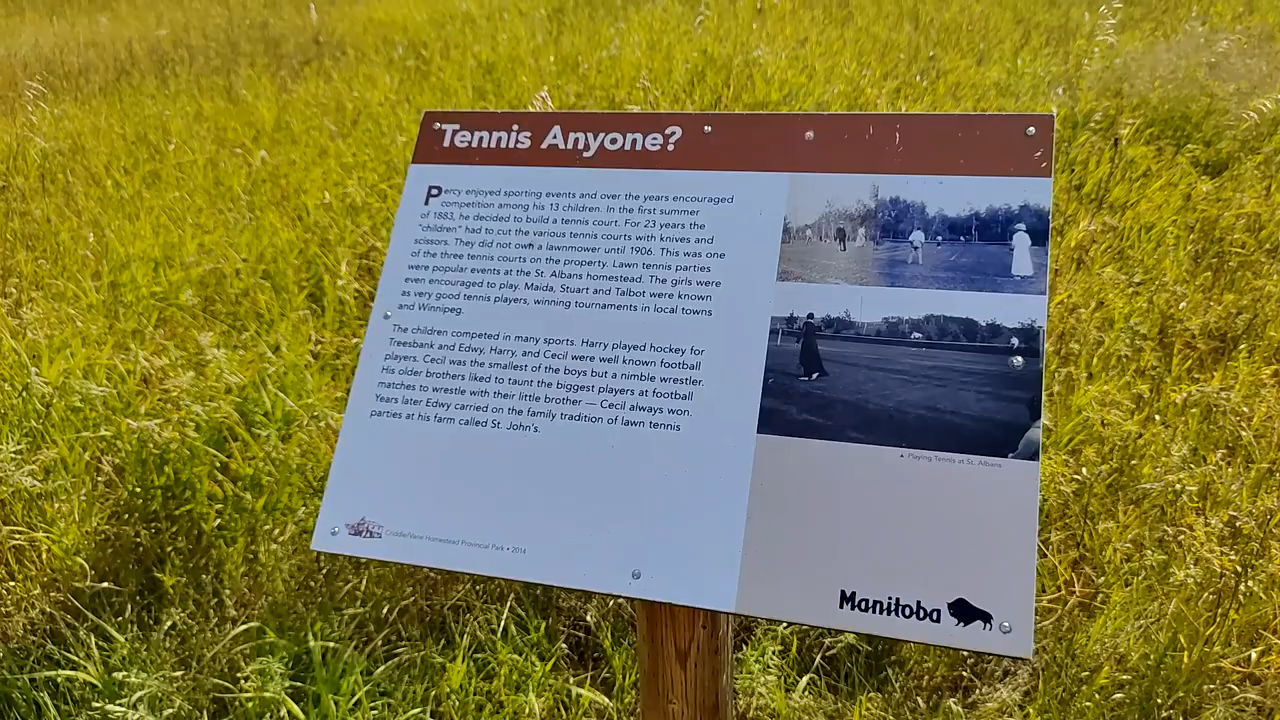 Tennis Anyone?
Percy enjoyed sporting events and over the years encouraged
competition among his 13 children. In the first summer
of 1883, he decided to build a tennis court. For 23 years the
"children" had to cut the various tennis courts with knives and
scissors. They did not own a lawnmower until 1906. This was one
of the three tennis courts on the property. Lawn tennis parties
were popular events at the St. Albans homestead. The girls were
even encouraged to play. Maida, Stuart and Talbot were known
as very good tennis players, winning tournaments in local towns
and Winnipeg.
The children competed in many sports. Harry played hockey for
Treesbank and Edwy, Harry, and Cecil were well known football
players. Cecil was the smallest of the boys but a nimble wrestler.
His older brothers liked to taunt the biggest players at football
matches to wrestle with their little brother — Cecil always won.
Years later Edwy carried on the family tradition of lawn tennis
parties at his farm called St. John's.
▲ Playing Tennis at St. Albans
Criddle/Vane Homestead Provincial Park • 2014
Manitoba